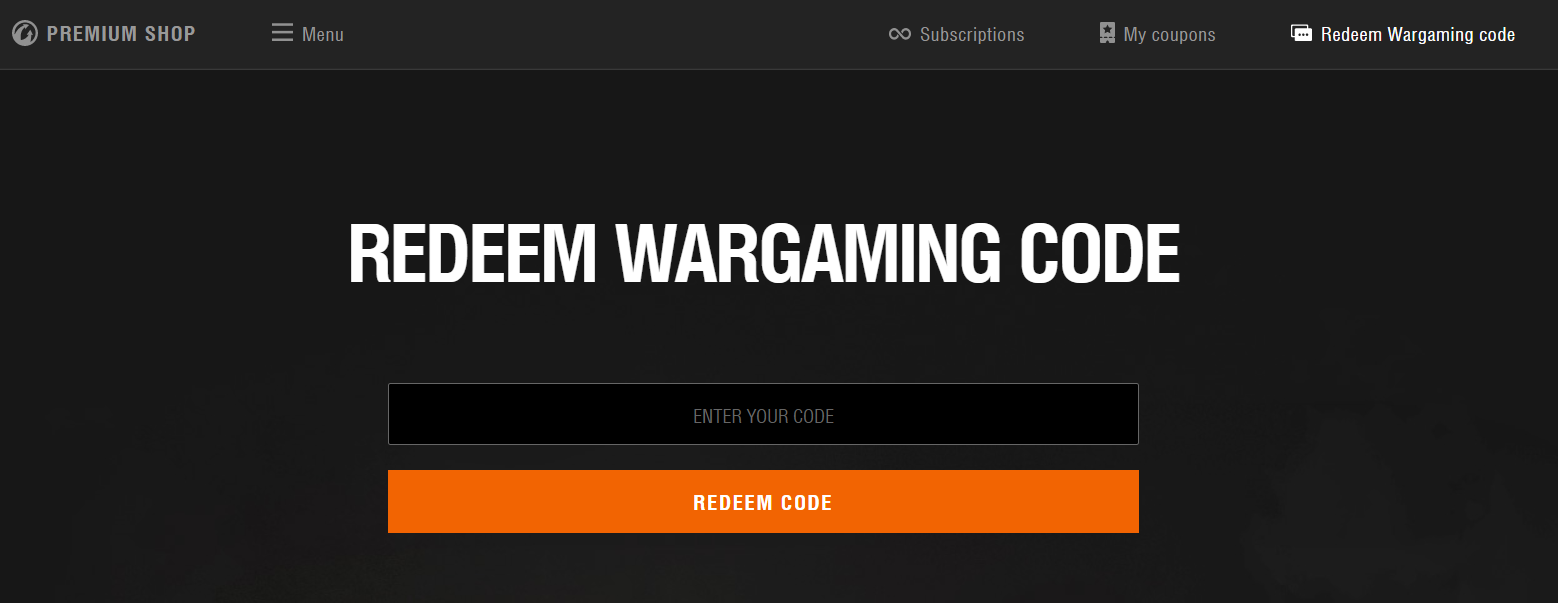 PREMIUM SHOP
Menu
Subscriptions
My coupons
Redeem Wargaming code
REDEEM WARGAMING CODE
ENTER YOUR CODE
REDEEM CODE